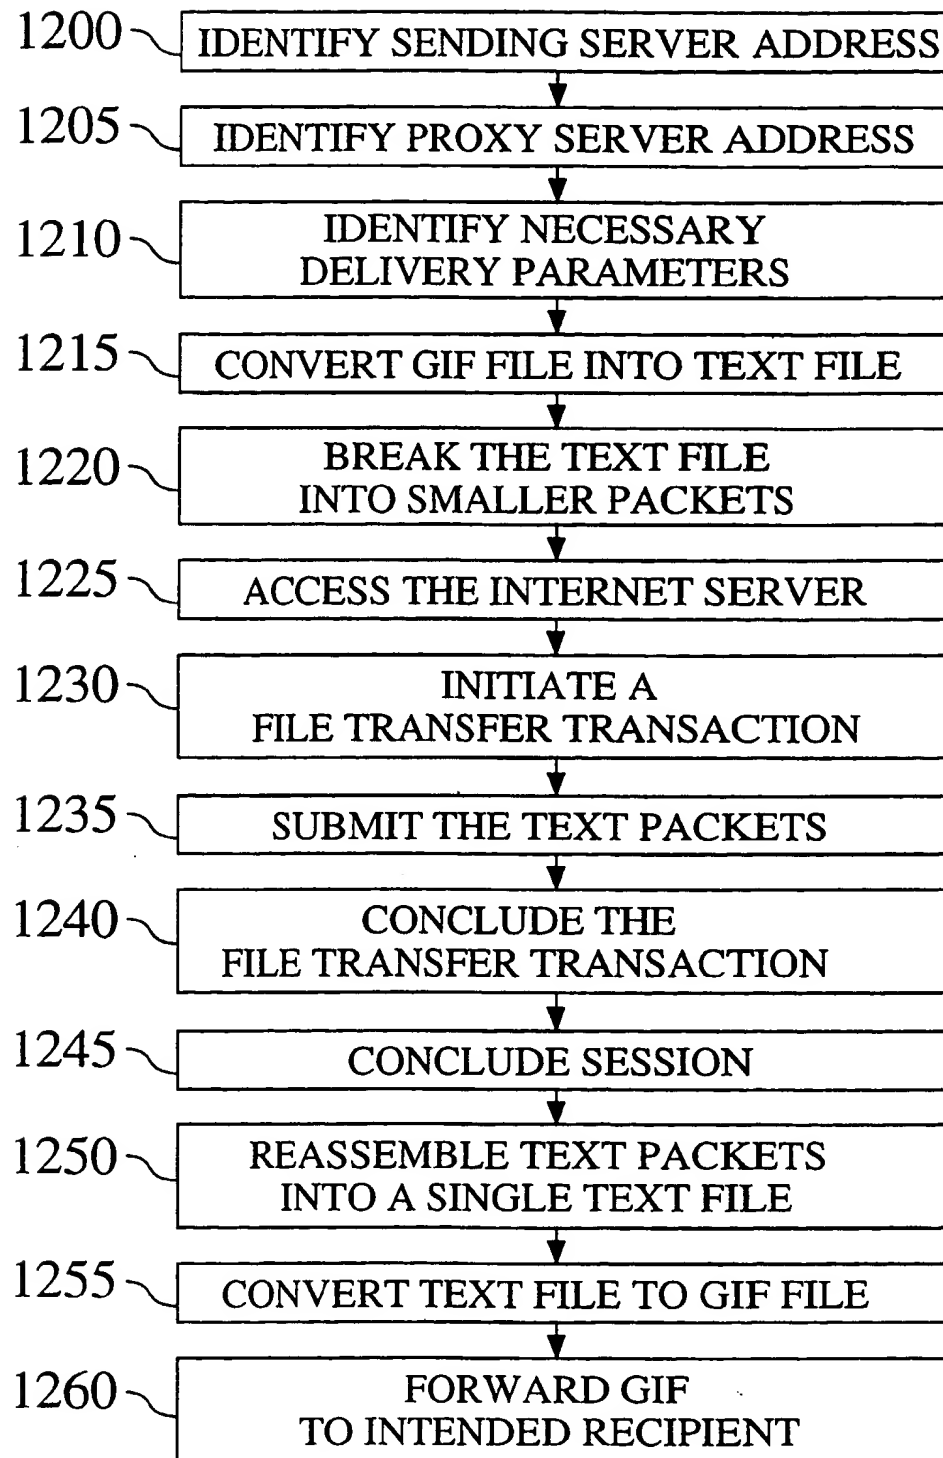 1200 IDENTIFY SENDING SERVER ADDRESS
1205 IDENTIFY PROXY SERVER ADDRESS
1210 IDENTIFY NECESSARY
DELIVERY PARAMETERS
1215 CONVERT GIF FILE INTO TEXT FILE
1220 BREAK THE TEXT FILE
INTO SMALLER PACKETS
1225 ACCESS THE INTERNET SERVER
1230 INITIATE A
FILE TRANSFER TRANSACTION
1235 SUBMIT THE TEXT PACKETS
1240 CONCLUDE THE
FILE TRANSFER TRANSACTION
1245 CONCLUDE SESSION
1250 REASSEMBLE TEXT PACKETS
INTO A SINGLE TEXT FILE
1255 CONVERT TEXT FILE TO GIF FILE
1260 FORWARD GIF
TO INTENDED RECIPIENT